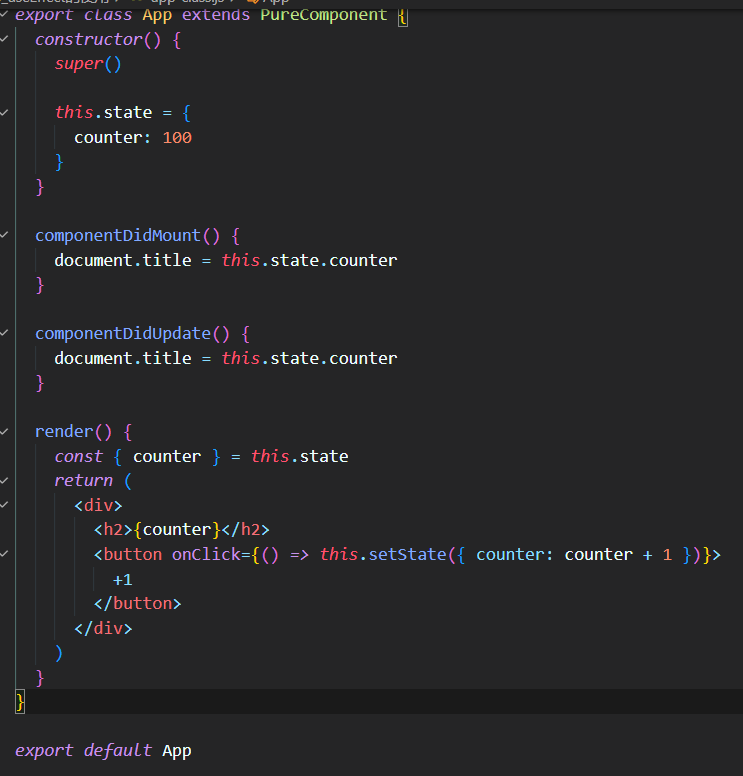 export class App extends PureComponent {
  constructor() {
    super()

    this.state = {
      counter: 100
    }
  }

  componentDidMount() {
    document.title = this.state.counter
  }

  componentDidUpdate() {
    document.title = this.state.counter
  }

  render() {
    const { counter } = this.state
    return (
      <div>
        <h2>{counter}</h2>
        <button onClick={() => this.setState({ counter: counter + 1 })}>
          +1
        </button>
      </div>
    )
  }
}

export default App